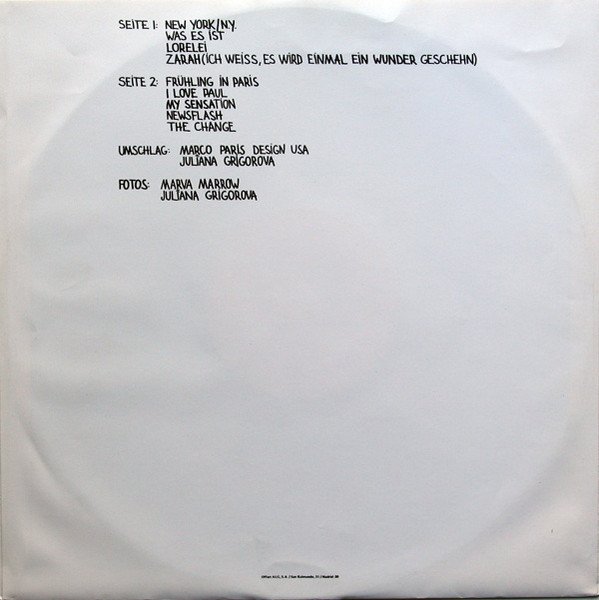 SEITE 1: NEW YORK/N.Y.
WAS ES IST
LORELEI
ZARAH(ICH WEISS, ES WIRD EINMAL EIN WUNDER GESCHEHN)
SEITE 2: FRÜHLING IN PARIS
I LOVE PAUL
MY SENSATION
NEWSFLASH
THE CHANGE
UMSCHLAG: MARCO PARIS DESIGN USA
JULIANA GRIGOROVA
FOTOS: MARVA MARROW
JULIANA GRIGOROVA